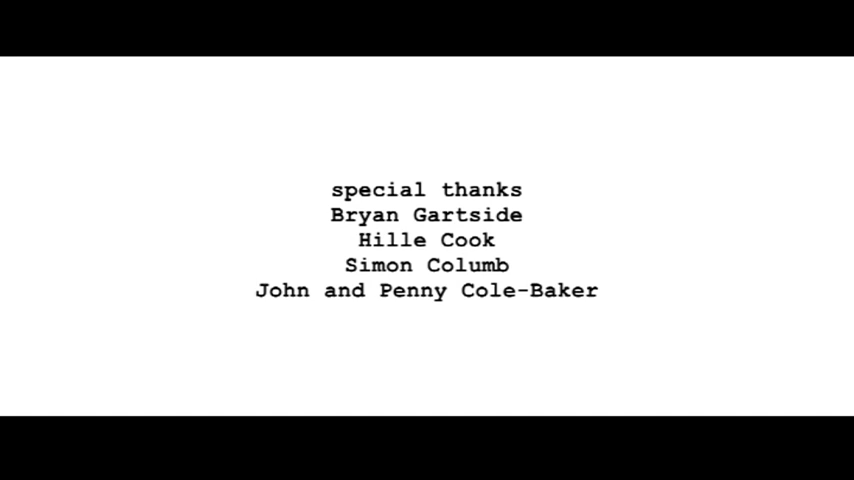 special thanks
Bryan Gartside
Hille Cook
Simon Columb
John and Penny Cole-Baker